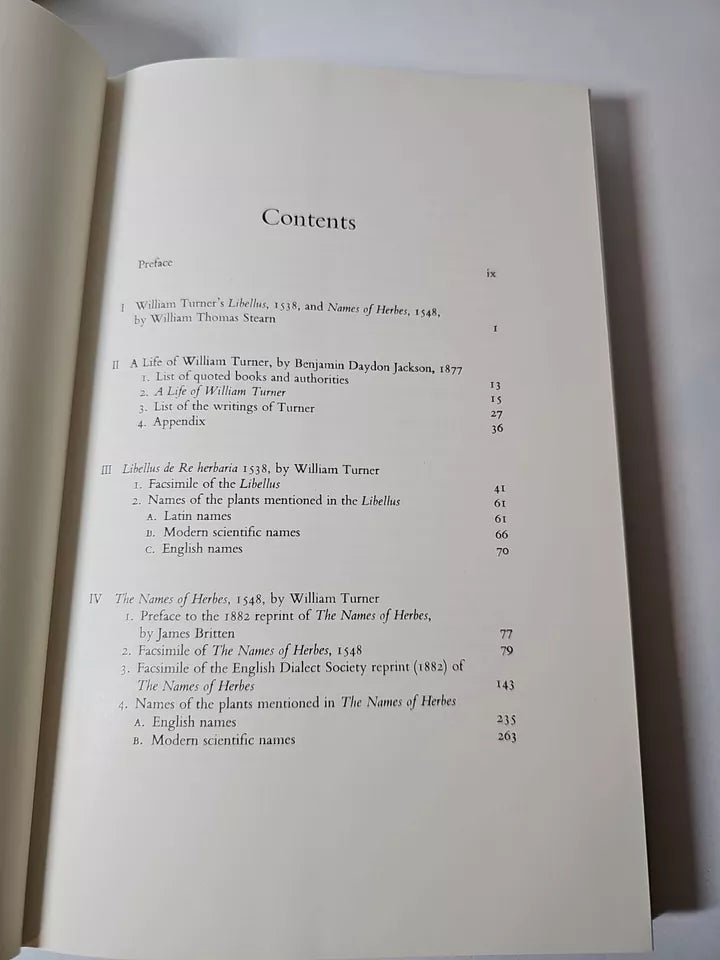 Contents
Preface ix
I William Turner's Libellus, 1538, and Names of Herbes, 1548,
by William Thomas Stearn 1
II A Life of William Turner, by Benjamin Daydon Jackson, 1877
1. List of quoted books and authorities 13
2. A Life of William Turner 15
3. List of the writings of Turner 27
4. Appendix 36
III Libellus de Re herbaria 1538, by William Turner
1. Facsimile of the Libellus 41
2. Names of the plants mentioned in the Libellus 61
A. Latin names 61
B. Modern scientific names 66
C. English names 70
IV The Names of Herbes, 1548, by William Turner
1. Preface to the 1882 reprint of The Names of Herbes,
by James Britten 77
2. Facsimile of The Names of Herbes, 1548 79
3. Facsimile of the English Dialect Society reprint (1882) of
The Names of Herbes 143
4. Names of the plants mentioned in The Names of Herbes
A. English names 235
B. Modern scientific names 263